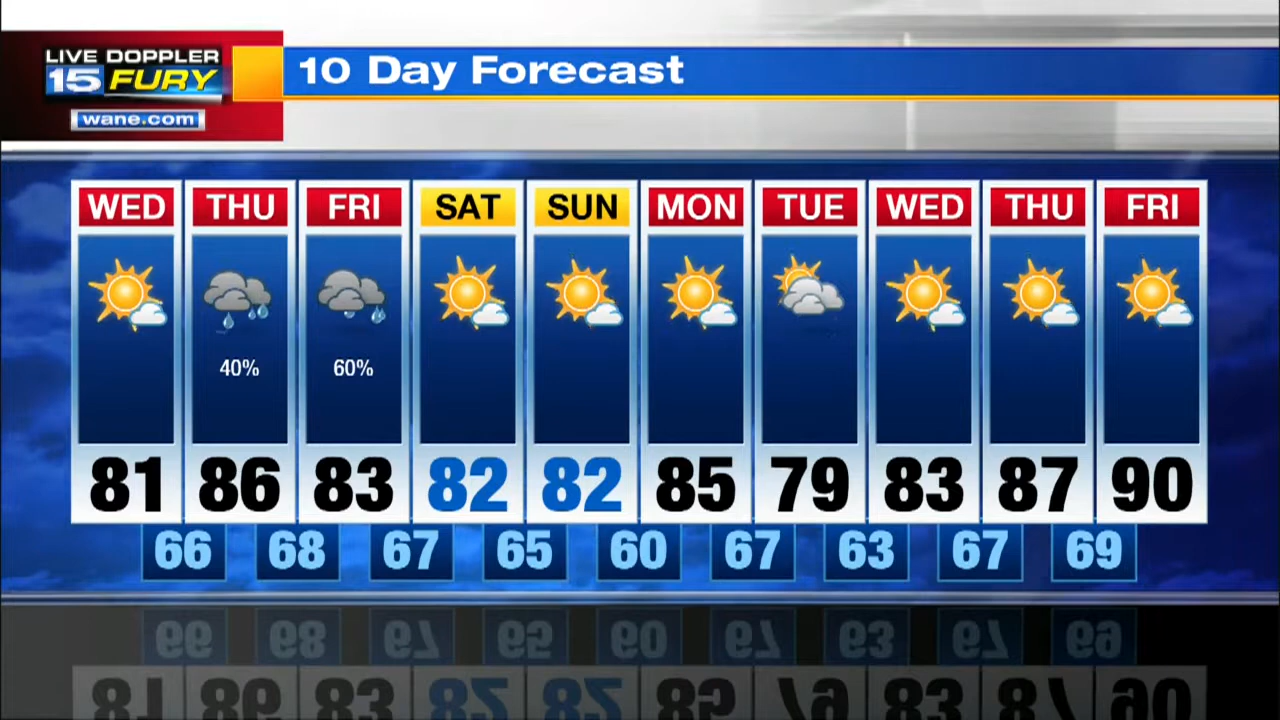 LIVE DOPPLER
15 FURY
wane.com
10 Day Forecast
WED THU FRI SAT SUN MON TUE WED THU FRI
40% 60%
81 86 83 82 82 85 79 83 87 90
66 68 67 65 60 67 63 67 69